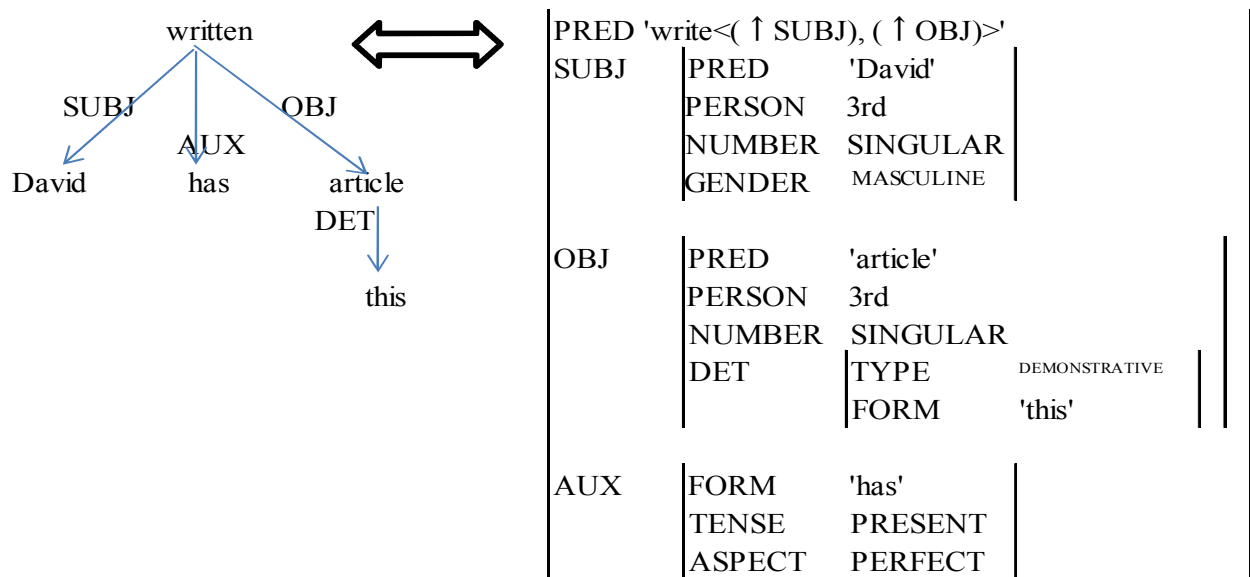 written
SUBJ OBJ
AUX
David has article
DET
this
PRED 'write<( ↑ SUBJ), ( ↑ OBJ)>'
SUBJ PRED 'David'
PERSON 3rd
NUMBER SINGULAR
GENDER MASCULINE
OBJ PRED 'article'
PERSON 3rd
NUMBER SINGULAR
DET TYPE DEMONSTRATIVE
FORM 'this'
AUX FORM 'has'
TENSE PRESENT
ASPECT PERFECT